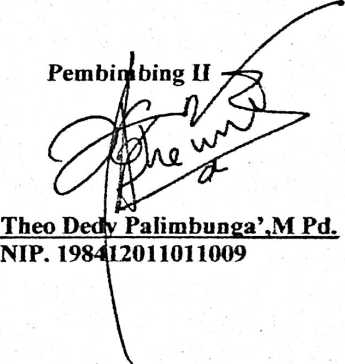 Pembimbing II
Theo Dedy Palimbunga',M Pd.
NIP. 198412011011009